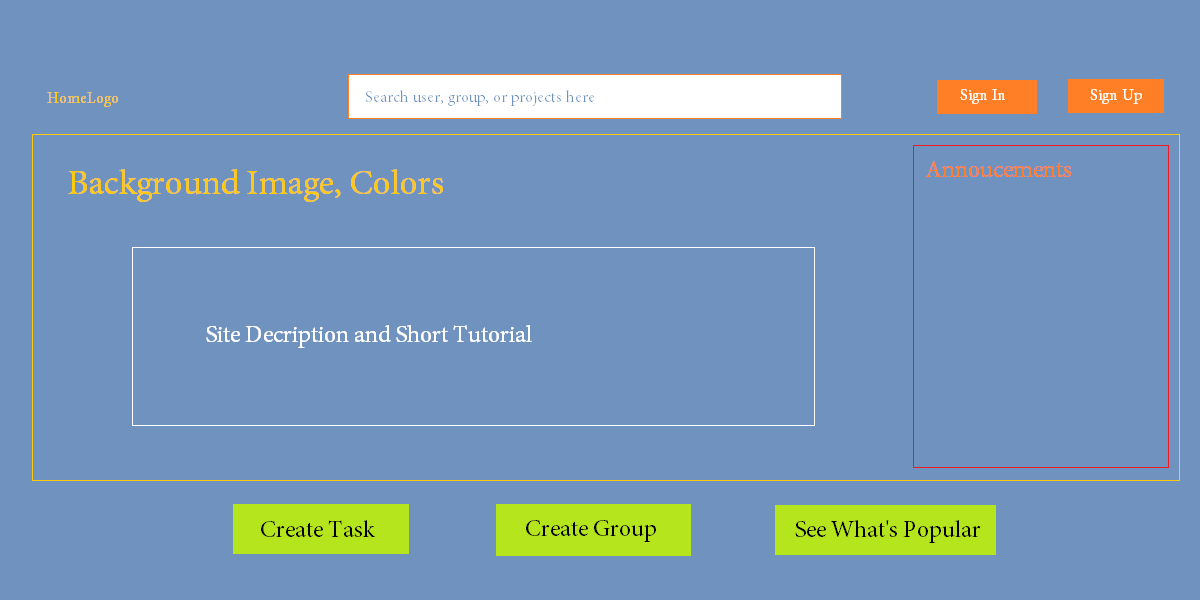 HomeLogo
Search user, group, or projects here
Sign In
Sign Up
Background Image, Colors
Annoucements
Site Decription and Short Tutorial
Create Task
Create Group
See What's Popular